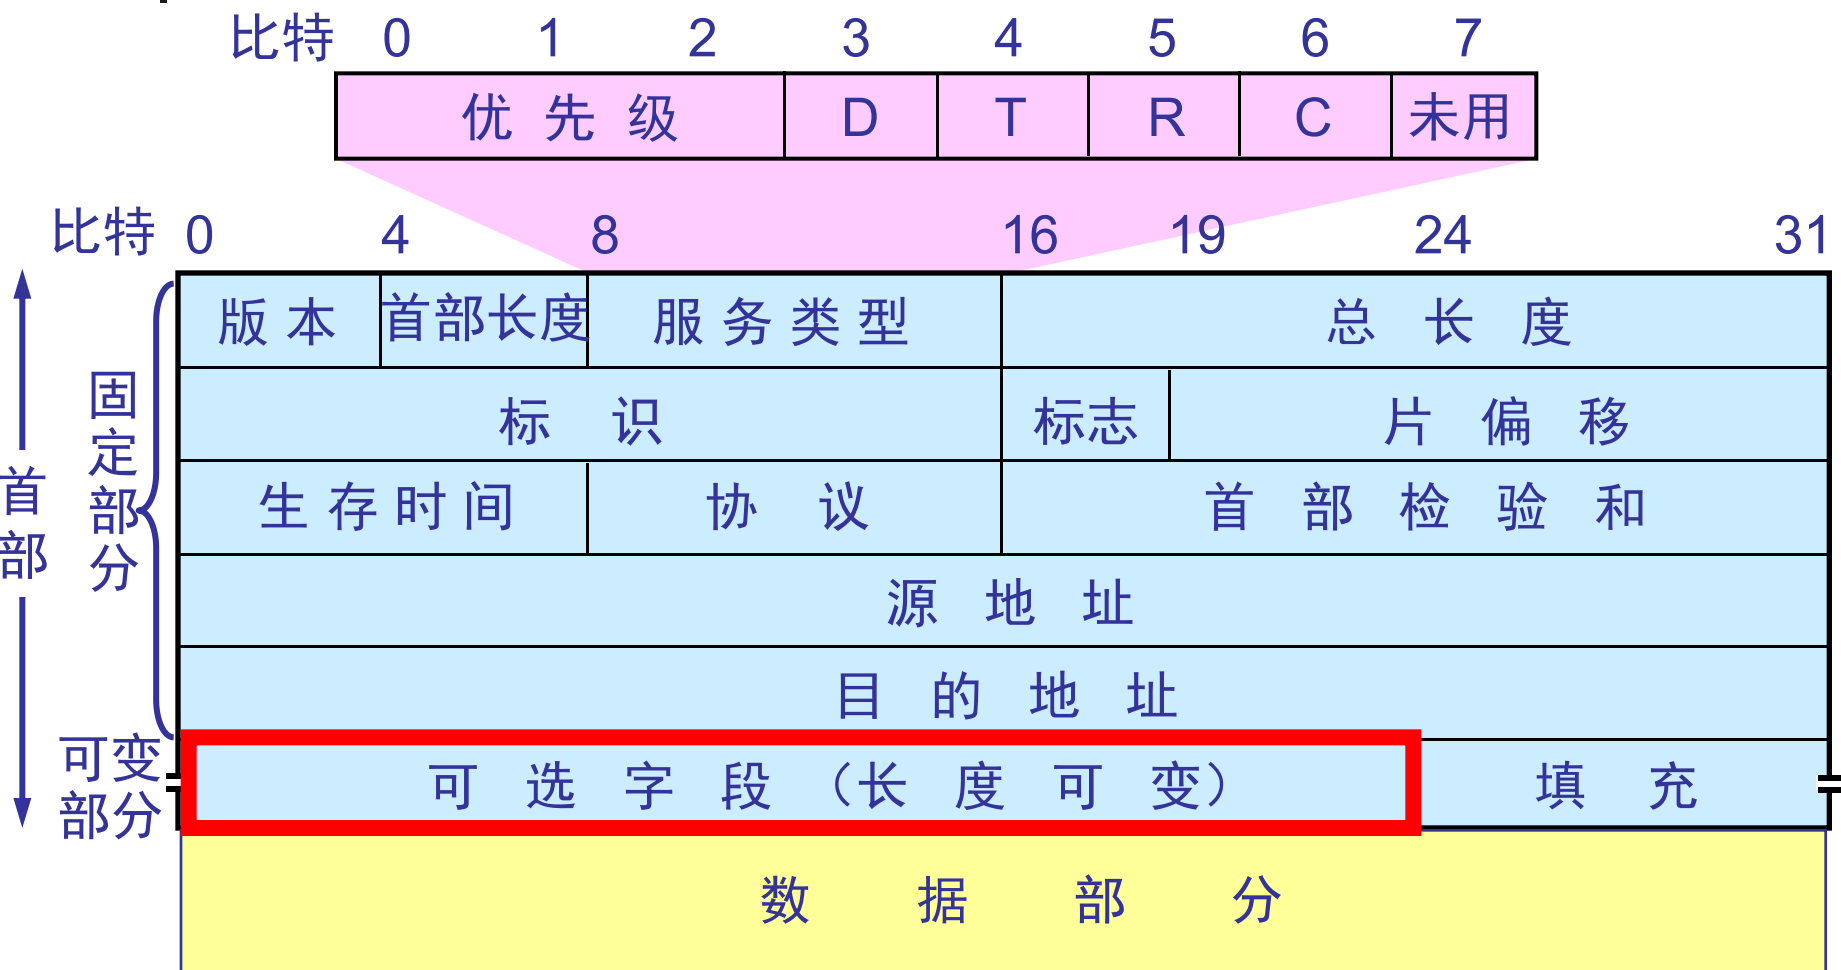 比特 0 1 2 3 4 5 6 7
优先级 D T R C 未用
比特 0 4 8 16 19 24 31
版本 首部长度 服务类型 总长度
标识 标志 片偏移
生存时间 协议 首部检验和
源地址
目的地址
可选字段（长度可变） 填充
数据部分
首部
固定部分
可变
部分